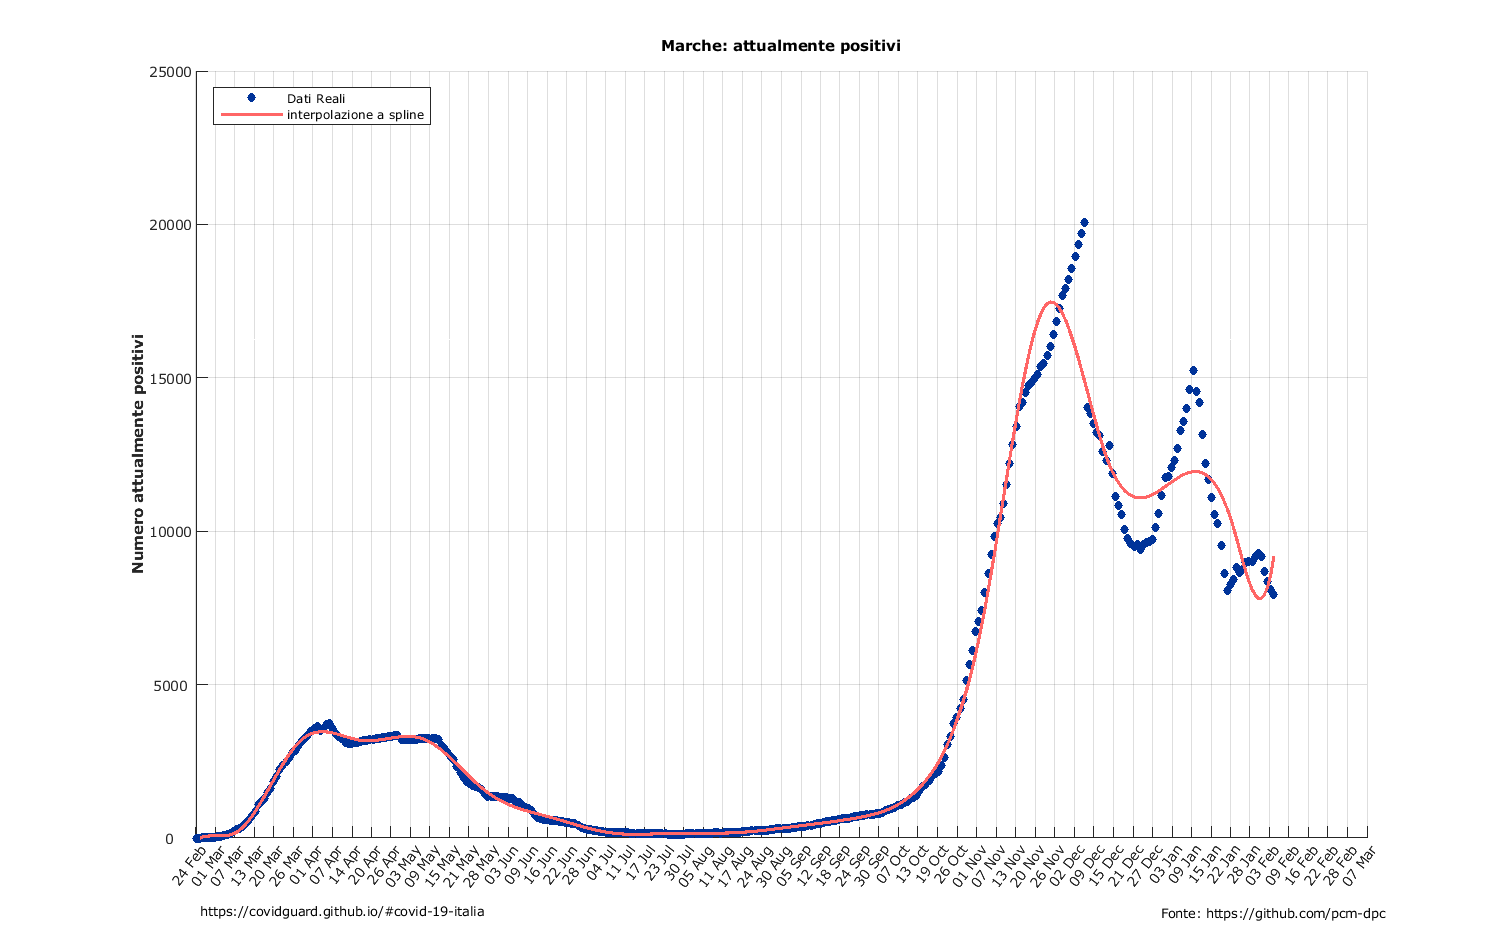 Marche: attualmente positivi
25000
20000
15000
10000
5000
0
Numero attualmente positivi
Dati Reali
interpolazione a spline
24 Feb
01 Mar
07 Mar
13 Mar
20 Mar
26 Mar
01 Apr
07 Apr
14 Apr
20 Apr
26 Apr
03 May
09 May
15 May
21 May
28 May
03 Jun
09 Jun
16 Jun
22 Jun
28 Jun
04 Jul
11 Jul
17 Jul
23 Jul
30 Jul
05 Aug
11 Aug
17 Aug
24 Aug
30 Aug
05 Sep
12 Sep
18 Sep
24 Sep
30 Sep
07 Oct
13 Oct
19 Oct
26 Oct
01 Nov
07 Nov
13 Nov
20 Nov
26 Nov
02 Dec
09 Dec
15 Dec
21 Dec
27 Dec
03 Jan
09 Jan
15 Jan
22 Jan
28 Jan
03 Feb
09 Feb
16 Feb
22 Feb
28 Feb
07 Mar
https://covidguard.github.io/#covid-19-italia
Fonte: https://github.com/pcm-dpc